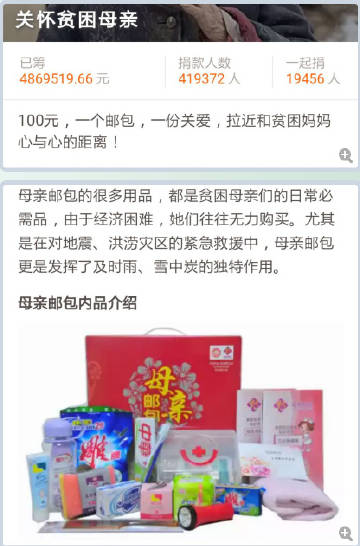 关怀贫困母亲
已筹 捐款人数 一起捐
4869519.66 元 419372 人 19456 人
100元，一个邮包，一份关爱，拉近和贫困妈妈
心与心的距离！
母亲邮包的很多用品，都是贫困母亲们的日常必
需品，由于经济困难，她们往往无力购买。尤其
是在对地震、洪涝灾区的紧急救援中，母亲邮包
更是发挥了及时雨、雪中炭的独特作用。
母亲邮包内品介绍
母亲
邮包
雕